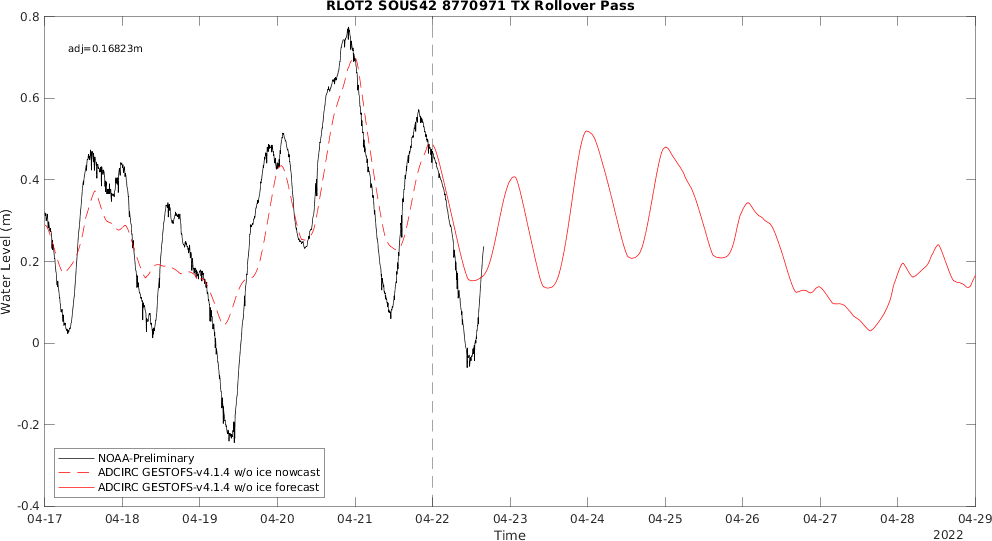 RLOT2 SOUS42 8770971 TX Rollover Pass
adj=0.16823m
Water Level (m)
0.8
0.6
0.4
0.2
0
-0.2
-0.4
NOAA-Preliminary
ADCIRC GESTOFS-v4.1.4 w/o ice nowcast
ADCIRC GESTOFS-v4.1.4 w/o ice forecast
04-17 04-18 04-19 04-20 04-21 04-22 04-23 04-24 04-25 04-26 04-27 04-28 04-29
Time
2022